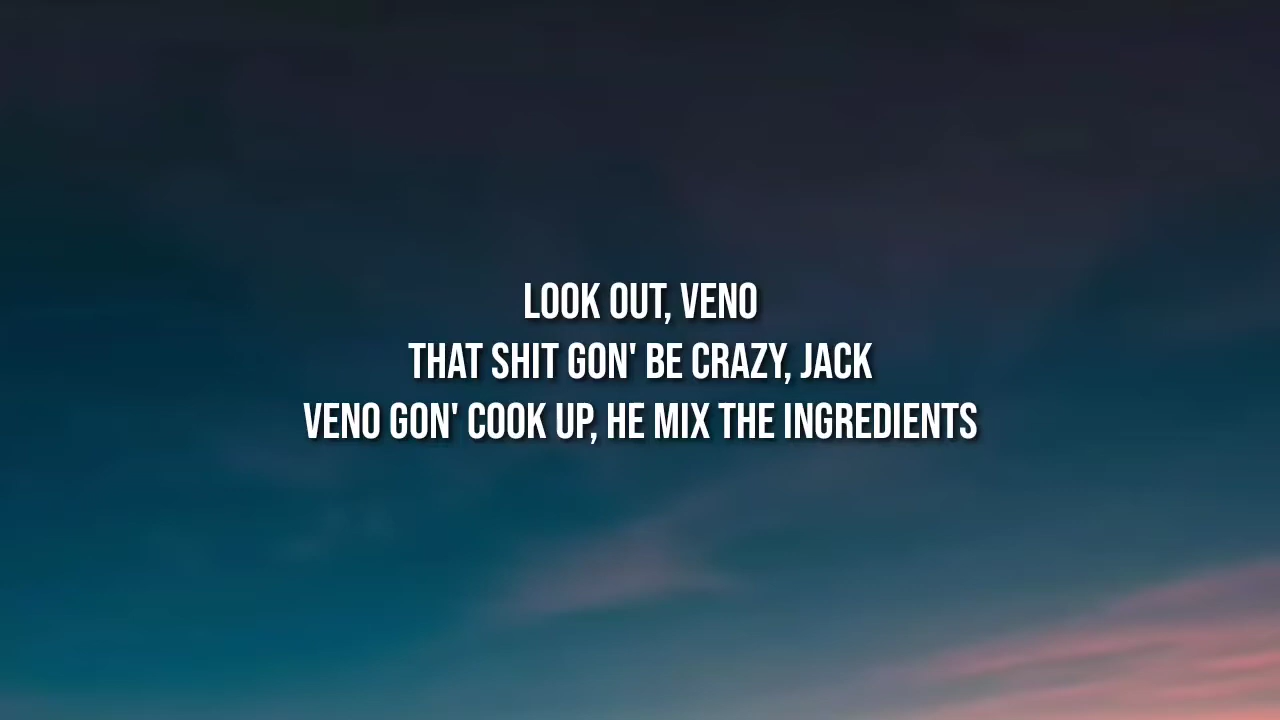 LOOK OUT, VENO
THAT SHIT GON' BE CRAZY, JACK
VENO GON' COOK UP, HE MIX THE INGREDIENTS